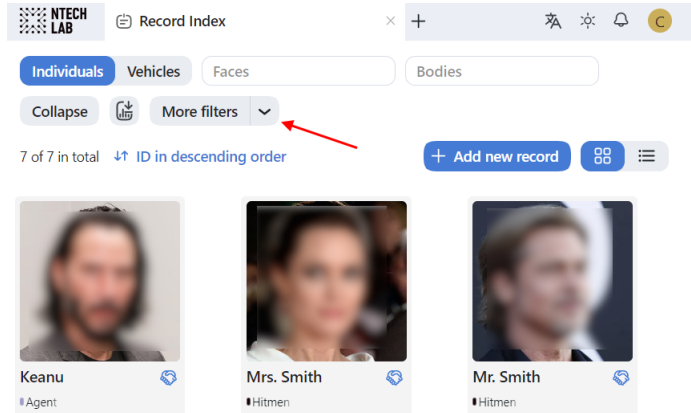 NTECH
LAB
Record Index
C
Individuals
Vehicles
Faces
Bodies
Collapse
More filters
7 of 7 in total
ID in descending order
+ Add new record
Keanu
Agent
Mrs. Smith
Hitmen
Mr. Smith
Hitmen